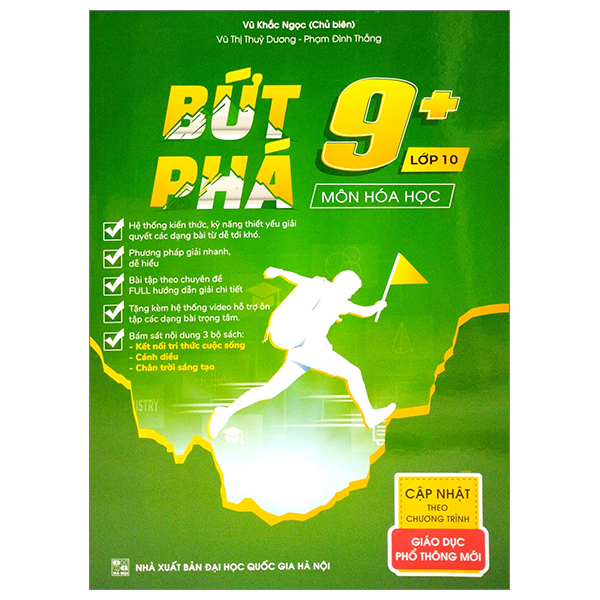 Vũ Khắc Ngọc (Chủ biên)
Vũ Thị Thuỳ Dương - Phạm Đình Thắng
BỨT
PHÁ
9+
LỚP 10
MÔN HÓA HỌC
Hệ thống kiến thức, kỹ năng thiết yếu giải
quyết các dạng bài từ dễ tới khó.
Phương pháp giải nhanh,
dễ hiểu
Bài tập theo chuyên đề
FULL hướng dẫn giải chi tiết
Tặng kèm hệ thống video hỗ trợ ôn
tập các dạng bài trọng tâm.
Bám sát nội dung 3 bộ sách:
- Kết nối tri thức cuộc sống
- Cánh diều
- Chân trời sáng tạo
ISTRY
CẬP NHẬT
THEO
CHƯƠNG TRÌNH
GIÁO DỤC
PHỔ THÔNG MỚI
NHÀ XUẤT BẢN ĐẠI HỌC QUỐC GIA HÀ NỘI